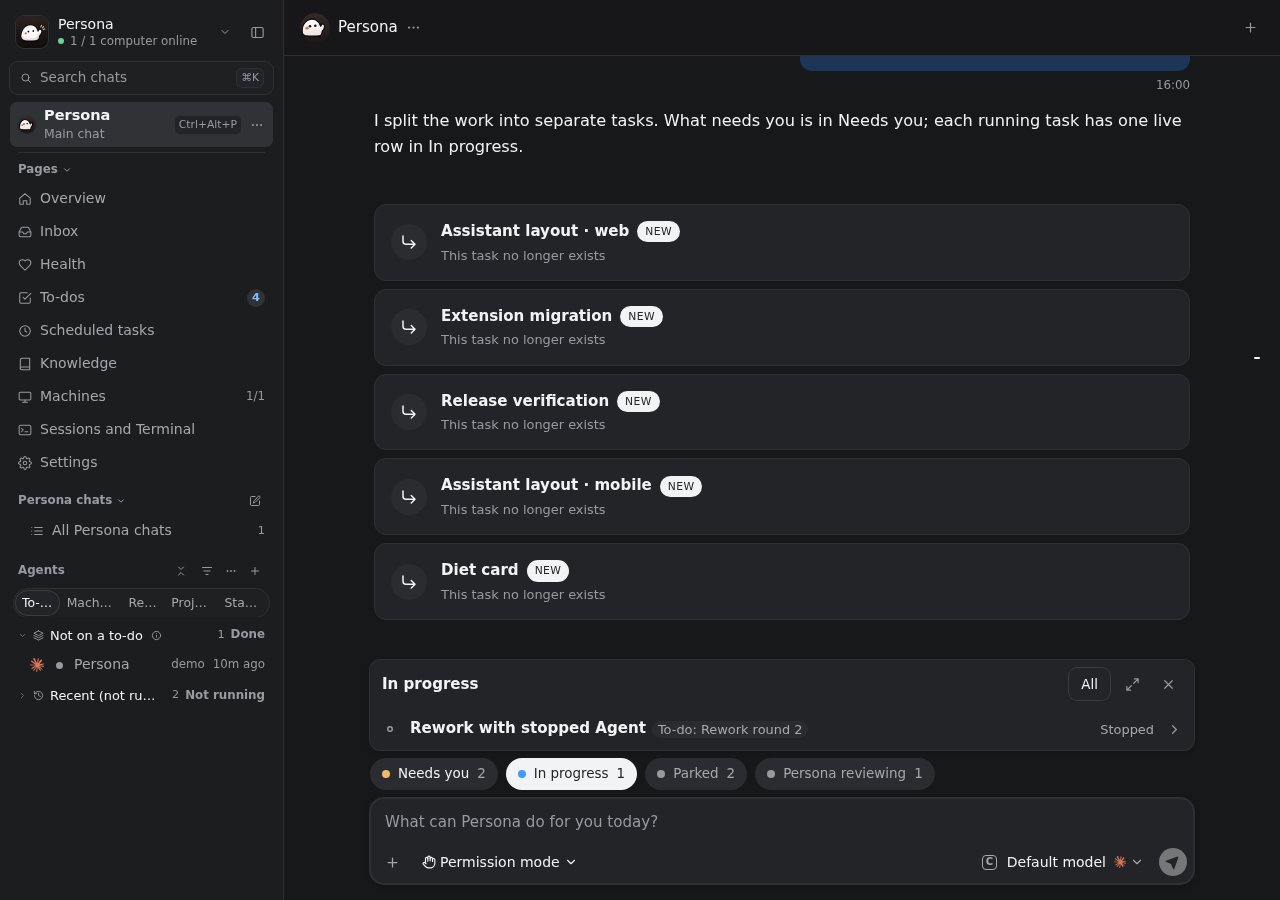 Persona
1 / 1 computer online
Search chats ⌘K
Persona
Main chat
Ctrl+Alt+P
Pages
Overview
Inbox
Health
To-dos 4
Scheduled tasks
Knowledge
Machines 1/1
Sessions and Terminal
Settings
Persona chats
All Persona chats 1
Agents
To-... Mach... Re... Proj... Sta...
Not on a to-do 1 Done
Persona demo 10m ago
Recent (not ru... 2 Not running
Persona
16:00
I split the work into separate tasks. What needs you is in Needs you; each running task has one live
row in In progress.
Assistant layout · web NEW
This task no longer exists
Extension migration NEW
This task no longer exists
Release verification NEW
This task no longer exists
Assistant layout · mobile NEW
This task no longer exists
Diet card NEW
This task no longer exists
In progress All
Rework with stopped Agent To-do: Rework round 2 Stopped
Needs you 2 In progress 1 Parked 2 Persona reviewing 1
What can Persona do for you today?
Permission mode C Default model